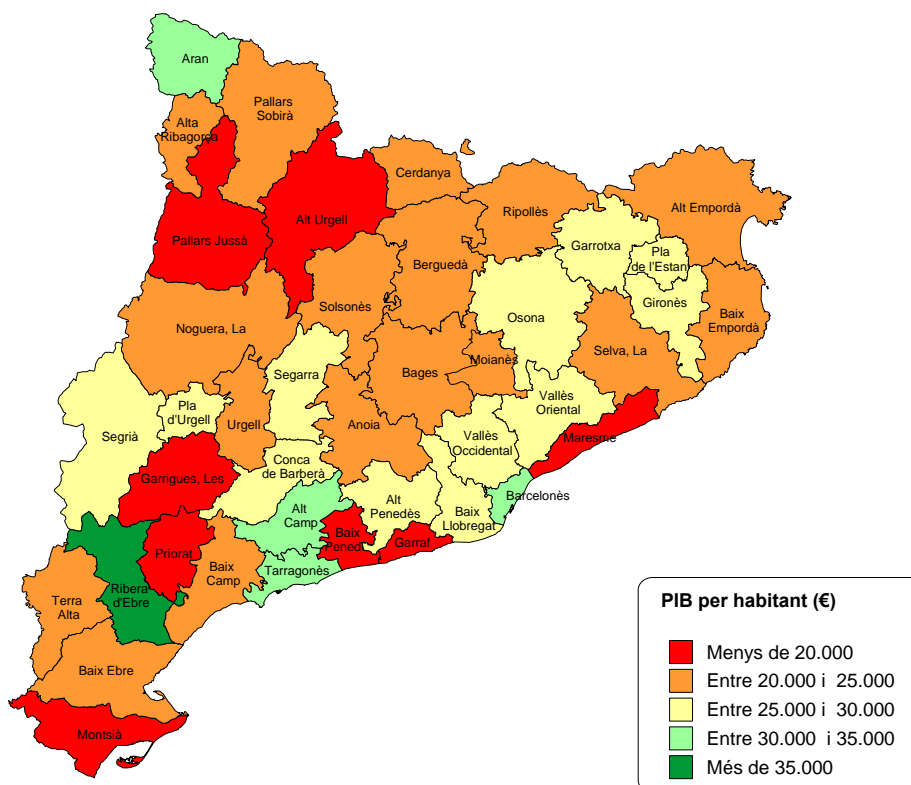 Aran
Pallars
Sobirà
Alta
Ribagorça
Cerdanya
Ripollès
Alt Empordà
Alt Urgell
Pallars Jussà
Garrotxa
Pla
de l'Estan
Berguedà
Gironès
Solsonès
Osona
Baix
Empordà
Noguera, La
Moianès
Selva, La
Segarra
Bages
Vallès
Oriental
Pla
d'Urgell
Urgell
Anoia
Segrià
Vallès
Occidental
Maresme
Conca
de Barberà
Garrigues, Les
Alt
Penedès
Barcelonès
Alt
Camp
Baix
Llobregat
Baix
Pened
Garraf
Priorat
Baix
Camp
Tarragonès
Ribera
d'Ebre
Terra
Alta
Baix Ebre
Montsià
PIB per habitant (€)
Menys de 20.000
Entre 20.000 i 25.000
Entre 25.000 i 30.000
Entre 30.000 i 35.000
Més de 35.000